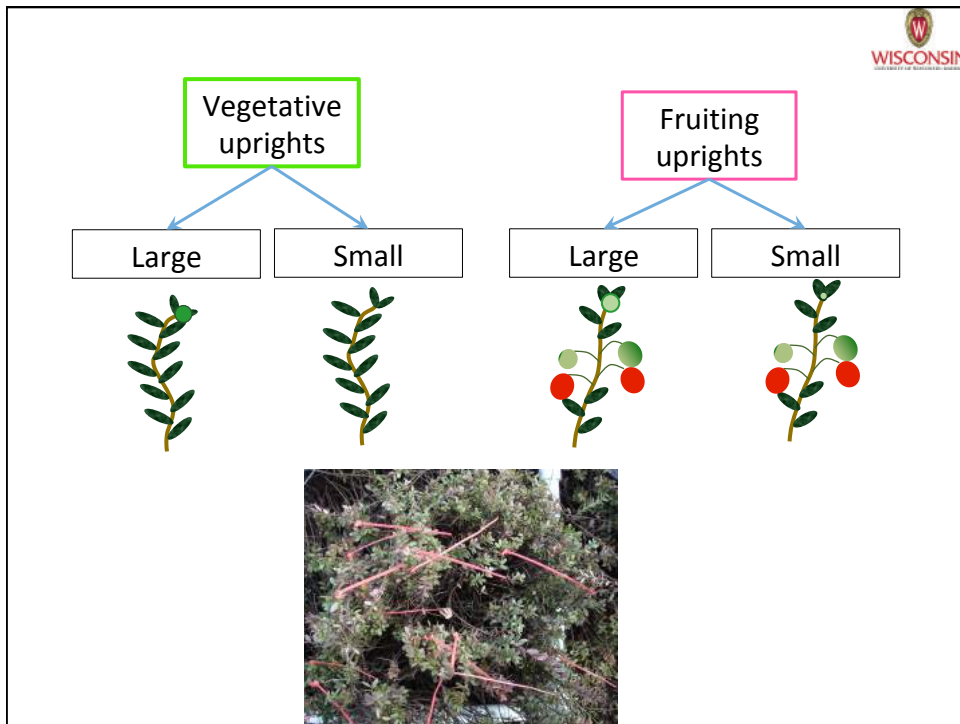 W
WISCONSIN
Vegetative
uprights
Fruiting
uprights
Large
Small
Large
Small